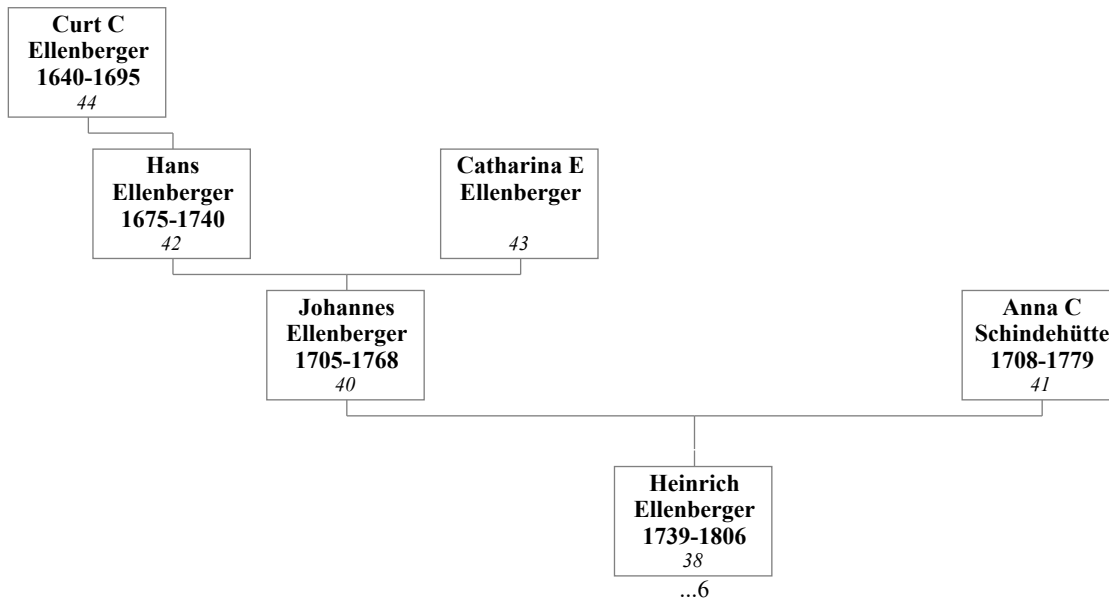 Curt C
Ellenberger
1640-1695
44
Hans
Ellenberger
1675-1740
42
Catharina E
Ellenberger
43
Johannes
Ellenberger
1705-1768
40
Anna C
Schindehütte
1708-1779
41
Heinrich
Ellenberger
1739-1806
38
...6